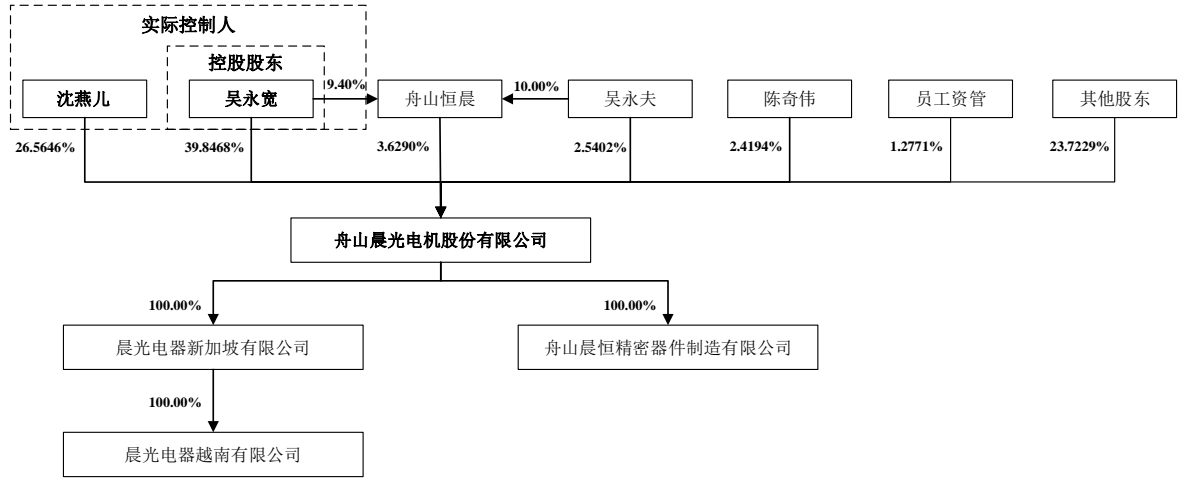 实际控制人
控股股东
沈燕儿
吴永宽
9.40%
舟山恒晨
10.00%
吴永夫
陈奇伟
员工资管
其他股东
26.5646%
39.8468%
3.6290%
2.5402%
2.4194%
1.2771%
23.7229%
舟山晨光电机股份有限公司
100.00%
100.00%
晨光电器新加坡有限公司
舟山晨恒精密器件制造有限公司
100.00%
晨光电器越南有限公司